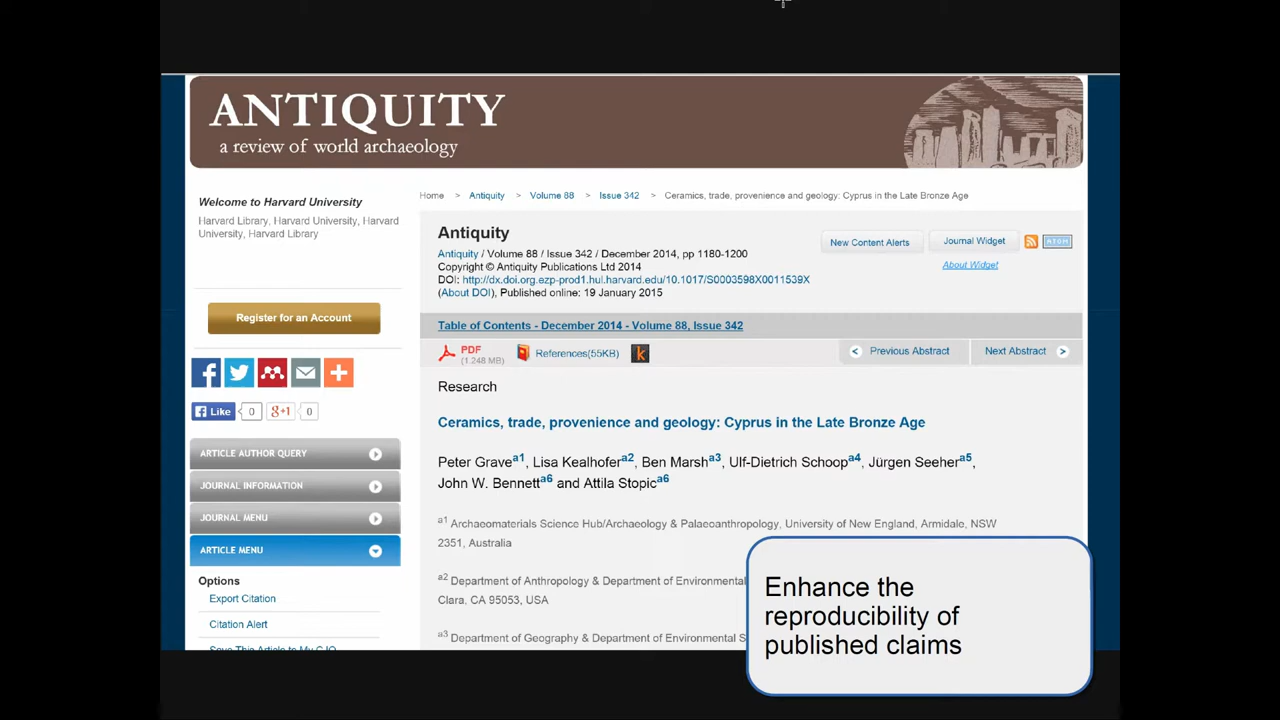 ANTIQUITY
a review of world archaeology
Welcome to Harvard University
Harvard Library, Harvard University, Harvard
University, Harvard Library
Register for an Account
Like 0 g+1 0
ARTICLE AUTHOR QUERY
JOURNAL INFORMATION
JOURNAL MENU
ARTICLE MENU
Options
Export Citation
Citation Alert
Home > Antiquity > Volume 88 > Issue 342 > Ceramics, trade, provenience and geology: Cyprus in the Late Bronze Age
Antiquity
Antiquity / Volume 88 / Issue 342 / December 2014, pp 1180-1200
Copyright © Antiquity Publications Ltd 2014
DOI: http://dx.doi.org.ezp-prod1.hul.harvard.edu/10.1017/S0003598X0011539X
(About DOI), Published online: 19 January 2015
New Content Alerts
Journal Widget
About Widget
ATOM
Table of Contents - December 2014 - Volume 88, Issue 342
PDF
(1.248 MB)
References(55KB)
k
< Previous Abstract
Next Abstract >
Research
Ceramics, trade, provenience and geology: Cyprus in the Late Bronze Age
Peter Grave a1, Lisa Kealhofer a2, Ben Marsh a3, Ulf-Dietrich Schoop a4, Jürgen Seeher a5,
John W. Bennett a6 and Attila Stopic a6
a1 Archaeomaterials Science Hub/Archaeology & Palaeoanthropology, University of New England, Armidale, NSW
2351, Australia
a2 Department of Anthropology & Department of Environmental
Clara, CA 95053, USA
a3 Department of Geography & Department of Environmental S
Enhance the
reproducibility of
published claims